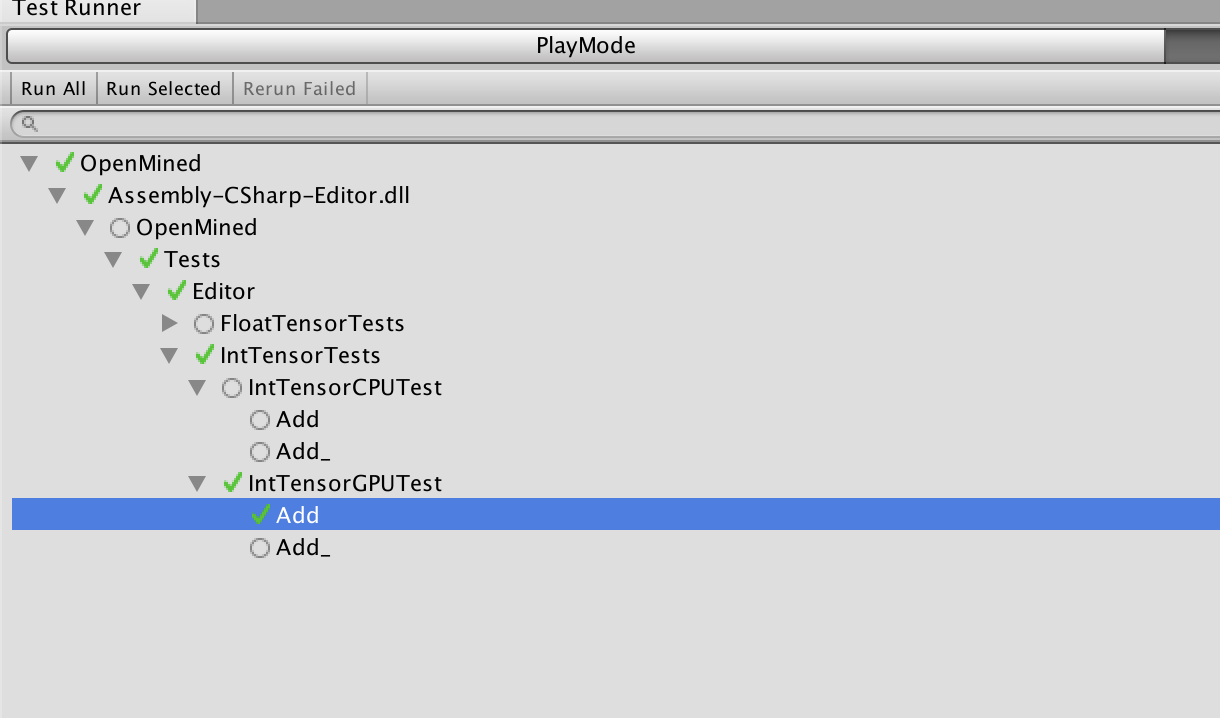 Test Runner
PlayMode
Run All Run Selected Rerun Failed
OpenMined
Assembly-CSharp-Editor.dll
OpenMined
Tests
Editor
FloatTensorTests
IntTensorTests
IntTensorCPUTest
Add
Add_
IntTensorGPUTest
Add
Add_